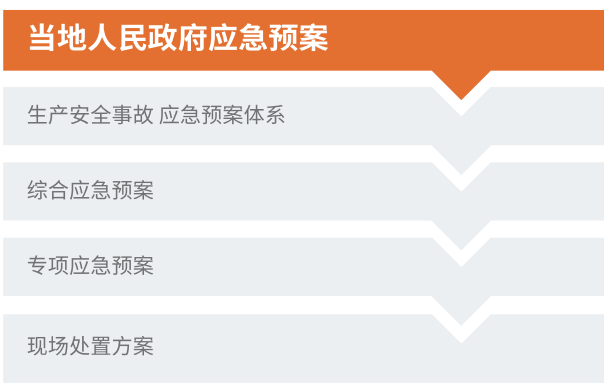 当地人民政府应急预案
生产安全事故 应急预案体系
综合应急预案
专项应急预案
现场处置方案